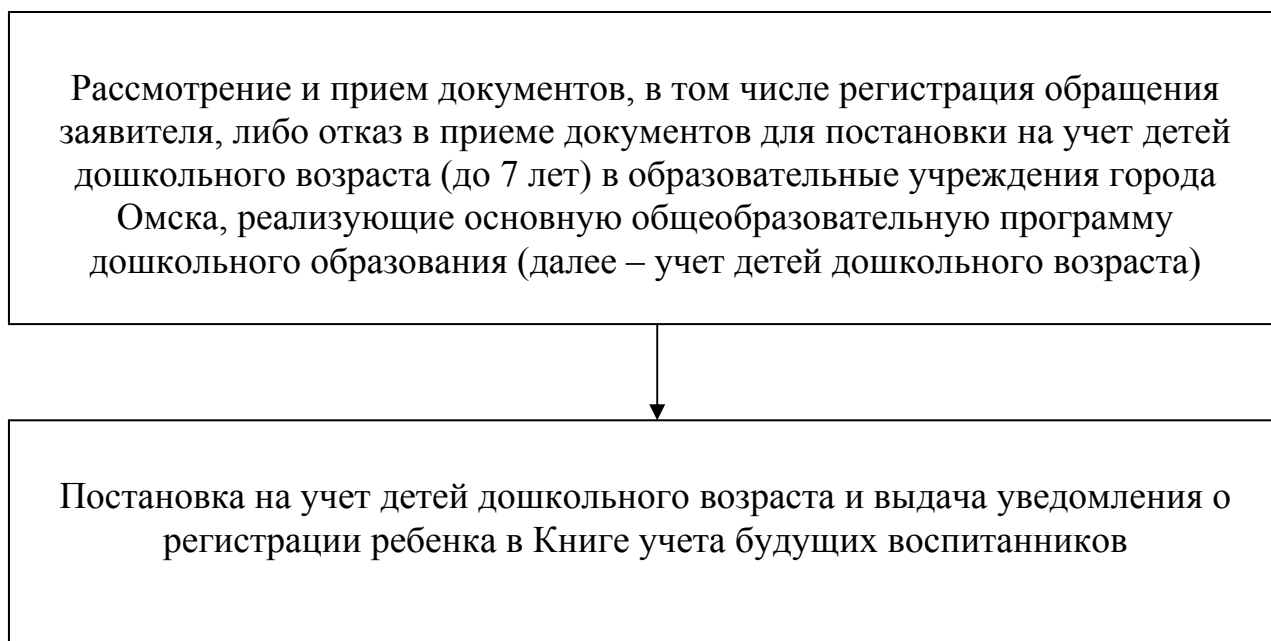 Рассмотрение и прием документов, в том числе регистрация обращения
заявителя, либо отказ в приеме документов для постановки на учет детей
дошкольного возраста (до 7 лет) в образовательные учреждения города
Омска, реализующие основную общеобразовательную программу
дошкольного образования (далее – учет детей дошкольного возраста)
Постановка на учет детей дошкольного возраста и выдача уведомления о
регистрации ребенка в Книге учета будущих воспитанников